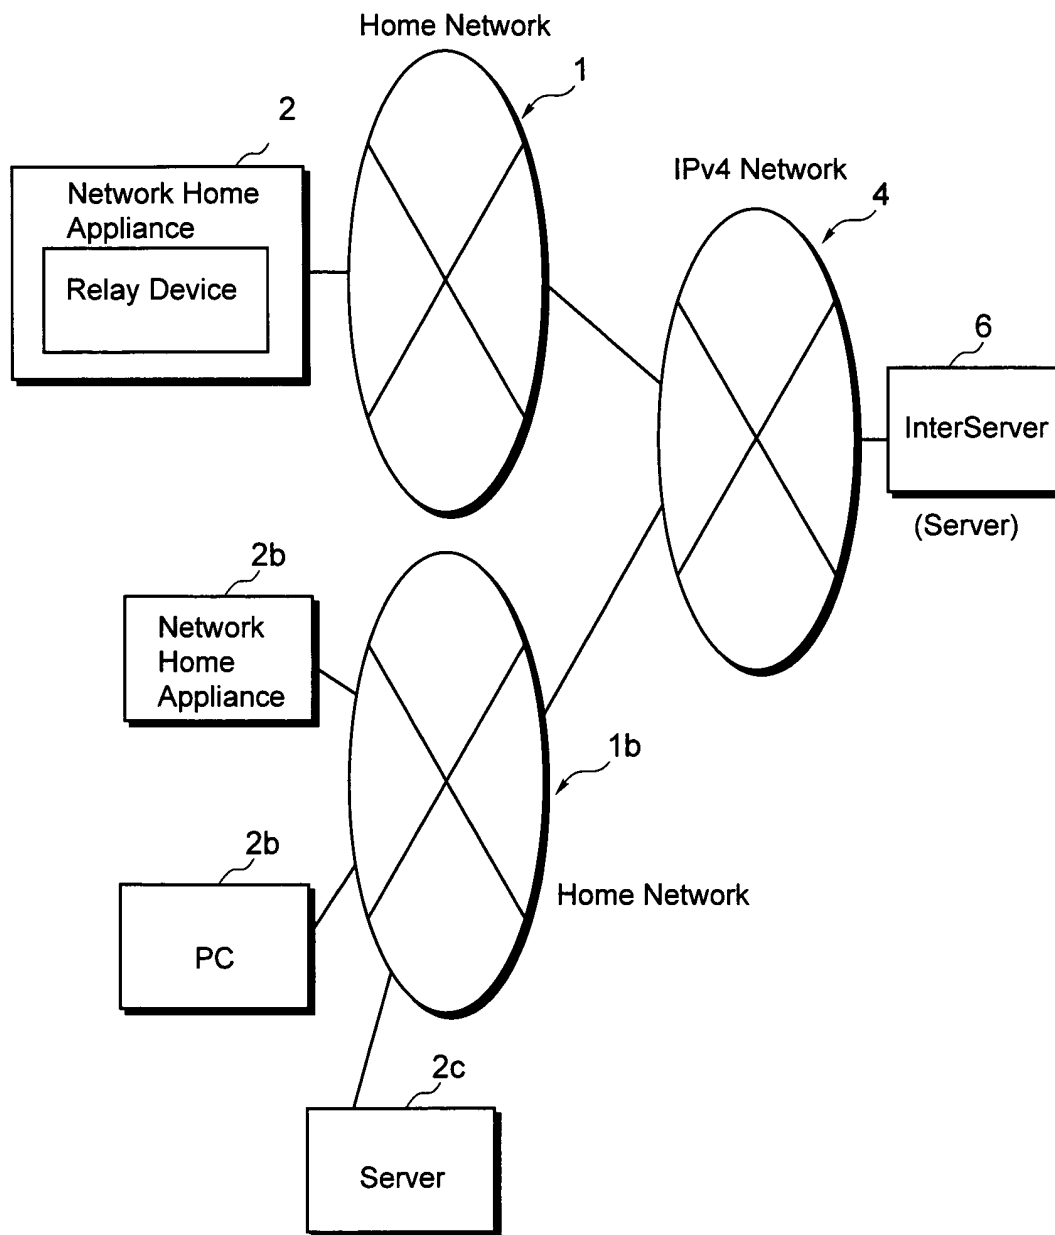 Home Network
1
2
Network Home
Appliance
Relay Device
IPv4 Network
4
6
InterServer
(Server)
2b
Network
Home
Appliance
1b
2b
PC
Home Network
2c
Server